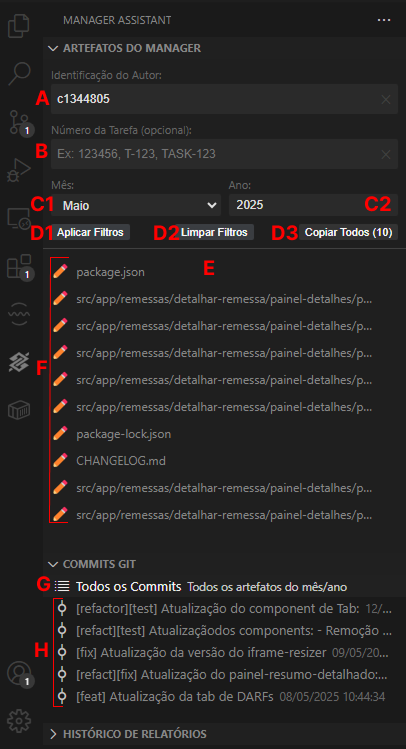 MANAGER ASSISTANT ...
ARTEFATOS DO MANAGER
Identificação do Autor:
A c1344805
Número da Tarefa (opcional):
B Ex: 123456, T-123, TASK-123
Mês: Ano:
C1 Maio 2025 C2
D1 Aplicar Filtros D2 Limpar Filtros D3 Copiar Todos (10)
E
package.json
src/app/remessas/detalhar-remessa/painel-detalhes/p...
src/app/remessas/detalhar-remessa/painel-detalhes/p...
src/app/remessas/detalhar-remessa/painel-detalhes/p...
F src/app/remessas/detalhar-remessa/painel-detalhes/p...
src/app/remessas/detalhar-remessa/painel-detalhes/p...
package-lock.json
CHANGELOG.md
src/app/remessas/detalhar-remessa/painel-detalhes/p...
src/app/remessas/detalhar-remessa/painel-detalhes/p...
COMMITS GIT
G Todos os Commits Todos os artefatos do mês/ano
[refactor][test] Atualização do component de Tab: 12/...
[refact][test] Atualizaçãodos components: - Remoção ...
H [fix] Atualização da versão do iframe-resizer 09/05/20...
[refact][fix] Atualização do painel-resumo-detalhado:...
[feat] Atualização da tab de DARFs 08/05/2025 10:44:34
HISTÓRICO DE RELATÓRIOS
1
1
1